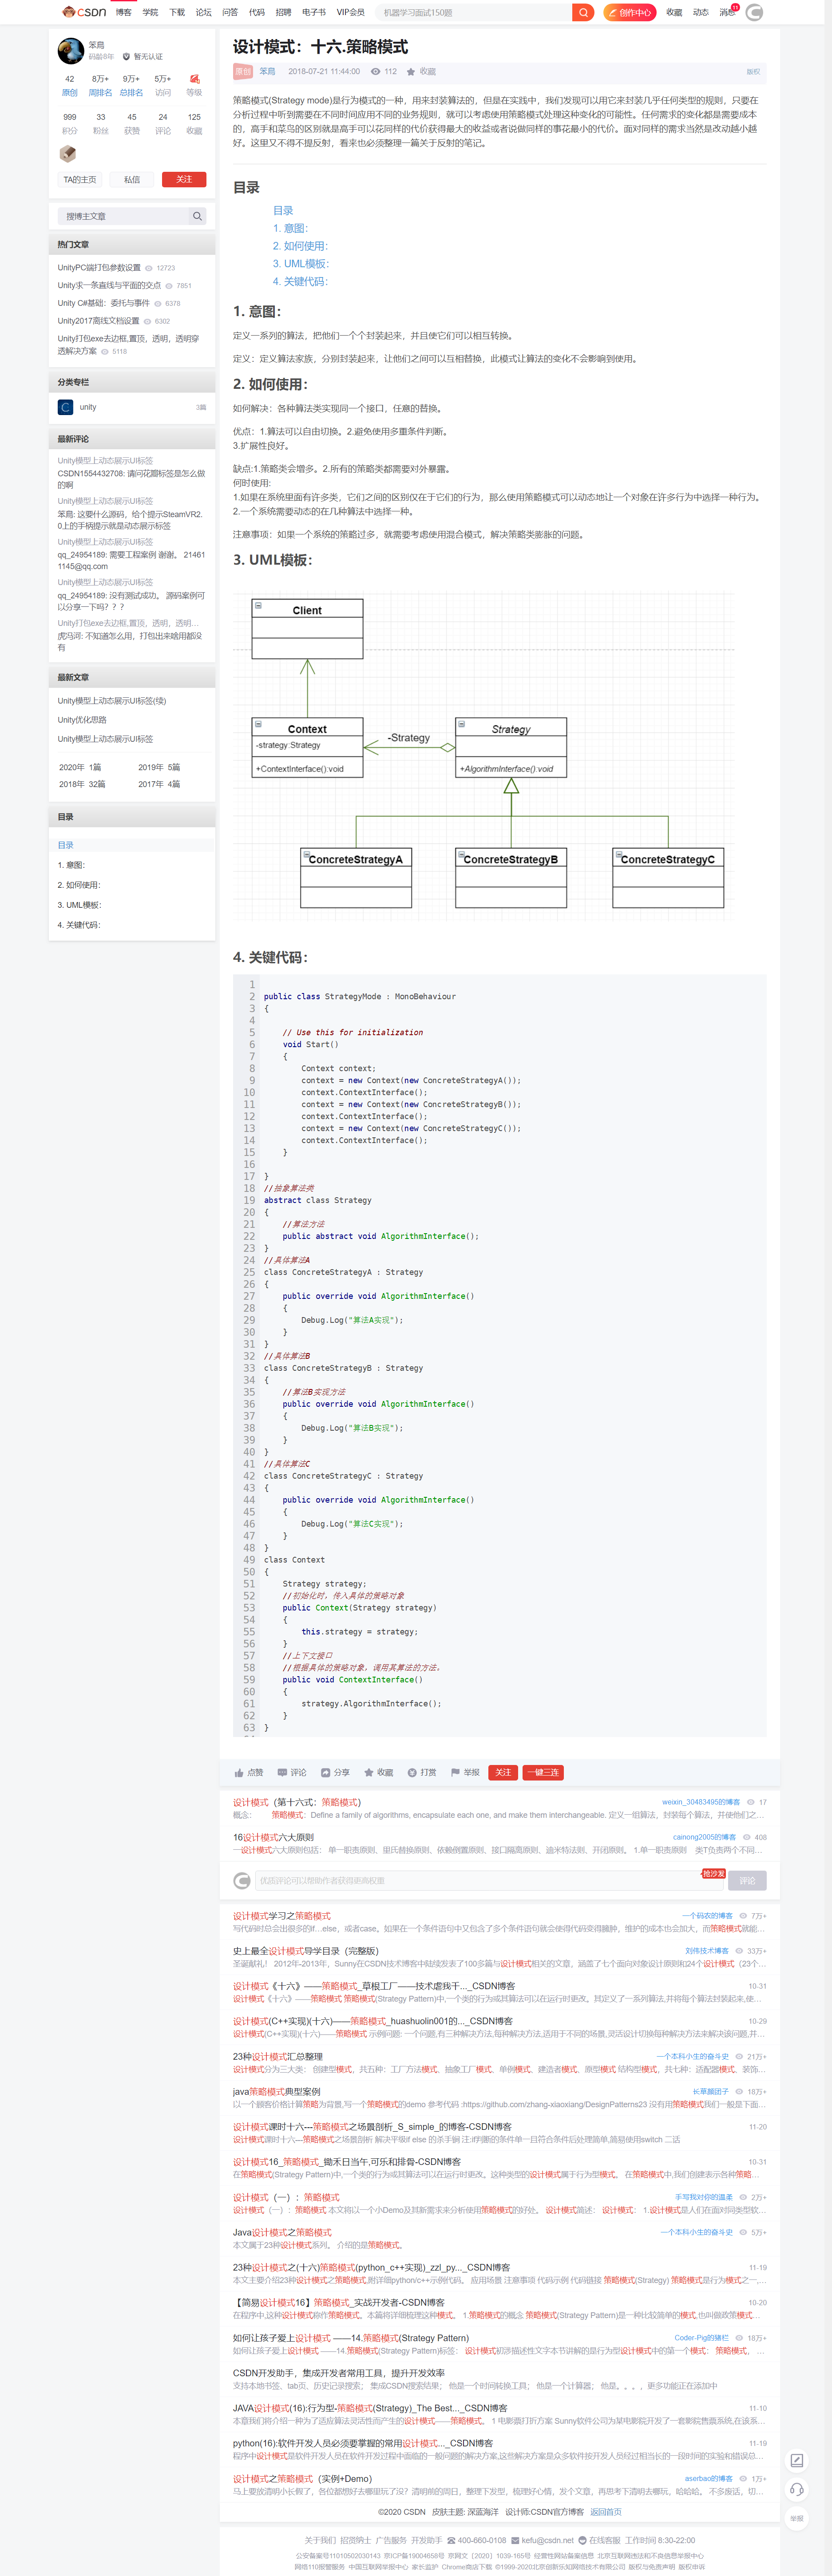 CSDN 博客 学院 下载 论坛 问答 代码 招聘 电子书 VIP会员 机器学习面试150题 创作中心 收藏 动态 消息 11
笨鳥
码龄8年 暂无认证
42 8万+ 9万+ 5万+
原创 周排名 总排名 访问 等级
999 33 45 24 125
积分 粉丝 获赞 评论 收藏
TA的主页 私信 关注
搜博主文章
热门文章
UnityPC端打包参数设置 12723
Unity求一条直线与平面的交点 7851
Unity C#基础：委托与事件 6378
Unity2017离线文档设置 6302
Unity打包exe去边框,置顶，透明，透明穿
透解决方案 5118
分类专栏
unity 3篇
最新评论
Unity模型上动态展示UI标签
CSDN1554432708: 请问花瓣标签是怎么做
的啊
Unity模型上动态展示UI标签
笨鳥: 这要什么源码，给个提示SteamVR2.
0上的手柄提示就是动态展示标签
Unity模型上动态展示UI标签
qq_24954189: 需要工程案例 谢谢。 21461
1145@qq.com
Unity模型上动态展示UI标签
qq_24954189: 没有测试成功。 源码案例可
以分享一下吗？？？
Unity打包exe去边框,置顶，透明，透明…
虎冯河: 不知道怎么用，打包出来啥用都没
有
最新文章
Unity模型上动态展示UI标签(续)
Unity优化思路
Unity模型上动态展示UI标签
2020年 1篇 2019年 5篇
2018年 32篇 2017年 4篇
目录
目录
1. 意图：
2. 如何使用：
3. UML模板：
4. 关键代码：
设计模式：十六.策略模式
原创 笨鳥 2018-07-21 11:44:00 112 收藏 版权
策略模式(Strategy mode)是行为模式的一种，用来封装算法的，但是在实践中，我们发现可以用它来封装几乎任何类型的规则，只要在
分析过程中听到需要在不同时间应用不同的业务规则，就可以考虑使用策略模式处理这种变化的可能性。任何需求的变化都是需要成本
的，高手和菜鸟的区别就是高手可以花同样的代价获得最大的收益或者说做同样的事花最小的代价。面对同样的需求当然是改动越小越
好。这里又不得不提反射，看来也必须整理一篇关于反射的笔记。
目录
目录
1. 意图：
2. 如何使用：
3. UML模板：
4. 关键代码：
1. 意图：
定义一系列的算法，把他们一个个封装起来，并且使它们可以相互转换。
定义：定义算法家族，分别封装起来，让他们之间可以互相替换，此模式让算法的变化不会影响到使用。
2. 如何使用：
如何解决：各种算法类实现同一个接口，任意的替换。
优点：1.算法可以自由切换。2.避免使用多重条件判断。
3.扩展性良好。
缺点:1.策略类会增多。2.所有的策略类都需要对外暴露。
何时使用:
1.如果在系统里面有许多类，它们之间的区别仅在于它们的行为，那么使用策略模式可以动态地让一个对象在许多行为中选择一种行为。
2.一个系统需要动态的在几种算法中选择一种。
注意事项：如果一个系统的策略过多，就需要考虑使用混合模式，解决策略类膨胀的问题。
3. UML模板：
Client
Context
-strategy:Strategy
+ContextInterface():void
-Strategy
Strategy
+AlgorithmInterface():void
ConcreteStrategyA ConcreteStrategyB ConcreteStrategyC
4. 关键代码：
1
2 public class StrategyMode : MonoBehaviour
3 {
4
5 // Use this for initialization
6 void Start()
7 {
8 Context context;
9 context = new Context(new ConcreteStrategyA());
10 context.ContextInterface();
11 context = new Context(new ConcreteStrategyB());
12 context.ContextInterface();
13 context = new Context(new ConcreteStrategyC());
14 context.ContextInterface();
15 }
16
17 }
18 //抽象算法类
19 abstract class Strategy
20 {
21 //算法方法
22 public abstract void AlgorithmInterface();
23 }
24 //具体算法A
25 class ConcreteStrategyA : Strategy
26 {
27 public override void AlgorithmInterface()
28 {
29 Debug.Log("算法A实现");
30 }
31 }
32 //具体算法B
33 class ConcreteStrategyB : Strategy
34 {
35 //算法B实现方法
36 public override void AlgorithmInterface()
37 {
38 Debug.Log("算法B实现");
39 }
40 }
41 //具体算法C
42 class ConcreteStrategyC : Strategy
43 {
44 public override void AlgorithmInterface()
45 {
46 Debug.Log("算法C实现");
47 }
48 }
49 class Context
50 {
51 Strategy strategy;
52 //初始化时，传入具体的策略对象
53 public Context(Strategy strategy)
54 {
55 this.strategy = strategy;
56 }
57 //上下文接口
58 //根据具体的策略对象，调用其算法的方法。
59 public void ContextInterface()
60 {
61 strategy.AlgorithmInterface();
62 }
63 }
点赞 评论 分享 收藏 打赏 举报 关注 一键三连
设计模式（第十六式：策略模式） weixin_30483495的博客 17
概念： 策略模式：Define a family of algorithms, encapsulate each one, and make them interchangeable. 定义一组算法，封装每个算法，并使他们之…
16设计模式六大原则 cainong2005的博客 408
一设计模式六大原则包括： 单一职责原则，里氏替换原则，依赖倒置原则，接口隔离原则，迪米特法则，开闭原则。 1.单一职责原则 类T负责两个不同…
优质评论可以帮助作者获得更高权重 抢沙发 评论
设计模式学习之策略模式 一个码农的博客 7万+
写代码时总会出很多的if…else，或者case。如果在一个条件语句中又包含了多个条件语句就会使得代码变得臃肿，维护的成本也会加大，而策略模式就能…
史上最全设计模式导学目录（完整版） 刘伟技术博客 33万+
圣诞献礼！ 2012年-2013年，Sunny在CSDN技术博客中陆续发表了100多篇与设计模式相关的文章，涵盖了七个面向对象设计原则和24个设计模式（23个…
设计模式《十六》——策略模式_草根工厂——技术虐我千..._CSDN博客 10-31
设计模式《十六》——策略模式 策略模式(Strategy Pattern)中,一个类的行为或其算法可以在运行时更改。其定义了一系列算法,并将每个算法封装起来,使…
设计模式(C++实现)(十六)——策略模式_huashuolin001的..._CSDN博客 10-29
设计模式(C++实现)(十六)——策略模式 示例问题: 一个问题,有三种解决方法,每种解决方法,适用于不同的场景,灵活设计切换每种解决方法来解决该问题,并…
23种设计模式汇总整理 一个本科小生的奋斗史 21万+
设计模式分为三大类： 创建型模式，共五种：工厂方法模式、抽象工厂模式、单例模式、建造者模式、原型模式 结构型模式，共七种：适配器模式、装饰…
java策略模式典型案例 长草颜团子 18万+
以一个顾客价格计算策略为背景,写一个策略模式的demo 参考代码 :https://github.com/zhang-xiaoxiang/DesignPatterns23 没有用策略模式我们一般是下面…
设计模式课时十六---策略模式之场景剖析_S_simple_的博客-CSDN博客 11-20
设计模式课时十六---策略模式之场景剖析 解决平级if else 的杀手锏 注:if判断的条件单一且符合条件后处理简单,简易使用switch 二话
设计模式16_策略模式_锄禾日当午,可乐和排骨-CSDN博客 10-31
在策略模式(Strategy Pattern)中,一个类的行为或其算法可以在运行时更改。这种类型的设计模式属于行为型模式。 在策略模式中,我们创建表示各种策略…
设计模式（一）：策略模式 手写我对你的温柔 2万+
设计模式（一）：策略模式 本文将以一个小Demo及其新需求来分析使用策略模式的好处。 设计模式简述： 设计模式： 1.设计模式是人们在面对同类型软…
Java设计模式之策略模式 一个本科小生的奋斗史 5万+
本文属于23种设计模式系列。 介绍的是策略模式。
23种设计模式之(十六)策略模式(python_c++实现)_zzl_py..._CSDN博客 11-19
本文主要介绍23种设计模式之策略模式,附详细python/c++示例代码。 应用场景 注意事项 代码示例 代码链接 策略模式(Strategy) 策略模式是行为模式之一,…
【简易设计模式16】策略模式_实战开发者-CSDN博客 10-20
在程序中,这种设计模式称作策略模式。本篇将详细梳理这种模式。 1.策略模式的概念 策略模式(Strategy Pattern)是一种比较简单的模式,也叫做政策模式…
如何让孩子爱上设计模式 ——14.策略模式(Strategy Pattern) Coder-Pig的猪栏 18万+
如何让孩子爱上设计模式 ——14.策略模式(Strategy Pattern)标签： 设计模式初涉描述性文字本节讲解的是行为型设计模式中的第一个模式： 策略模式， …
CSDN开发助手，集成开发者常用工具，提升开发效率
支持本地书签、tab页、历史记录搜索； 集成CSDN搜索结果； 他是一个时间转换工具； 他是一个计算器； 他是。。。，更多功能正在添加中
JAVA设计模式(16):行为型-策略模式(Strategy)_The Best..._CSDN博客 11-10
本章我们将介绍一种为了适应算法灵活性而产生的设计模式——策略模式。 1 电影票打折方案 Sunny软件公司为某电影院开发了一套影院售票系统,在该系…
python(16):软件开发人员必须要掌握的常用设计模式..._CSDN博客 11-19
程序中设计模式是软件开发人员在软件开发过程中面临的一般问题的解决方案,这些解决方案是众多软件按开发人员经过相当长的一段时间的实验和错误总…
设计模式之策略模式（实例+Demo） aserbao的博客 1万+
马上要放清明小长假了，各位都想好去哪里玩了没？清明前的周日，整理下发型，梳理好心情，发个文章，再思考下清明去哪玩。哈哈哈。 不多废话，切…
©2020 CSDN 皮肤主题: 深蓝海洋 设计师:CSDN官方博客 返回首页
关于我们 招贤纳士 广告服务 开发助手 400-660-0108 kefu@csdn.net 在线客服 工作时间 8:30-22:00
公安备案号11010502030143 京ICP备19004658号 京网文〔2020〕1039-165号 经营性网站备案信息 北京互联网违法和不良信息举报中心
网络110报警服务 中国互联网举报中心 家长监护 Chrome商店下载 ©1999-2020北京创新乐知网络技术有限公司 版权与免责声明 版权申诉
举报